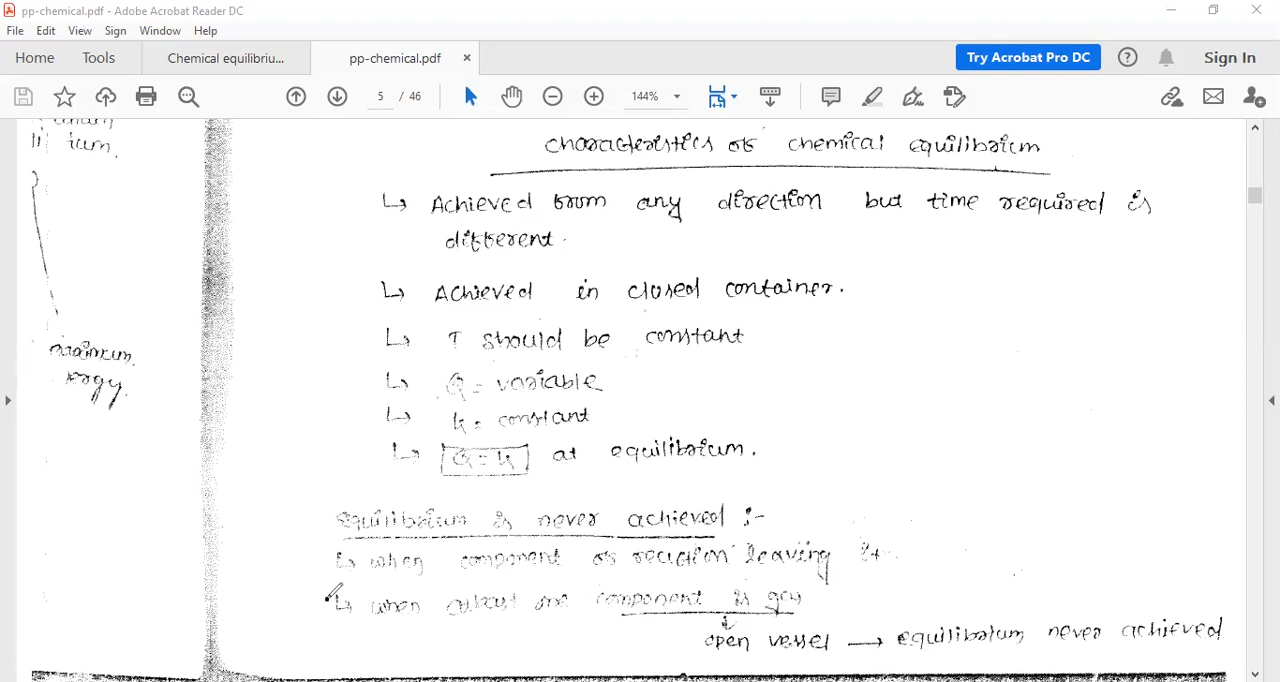 pp-chemical.pdf - Adobe Acrobat Reader DC
File Edit View Sign Window Help
Home Tools Chemical equilibriu... pp-chemical.pdf × Try Acrobat Pro DC Sign In
5 / 46 144%
characteristics of chemical equilibrium
↳ Achieved from any direction but time required is
different.
↳ Achieved in closed container.
↳ T should be constant
↳ Q = variable
↳ K = constant
↳ Q = K at equilibrium.
equilibrium is never achieved :-
↳ when component of reaction leaving it.
↳ when atleast one component is gas
↓
open vessel → equilibrium never achieved
ium.
ergy.